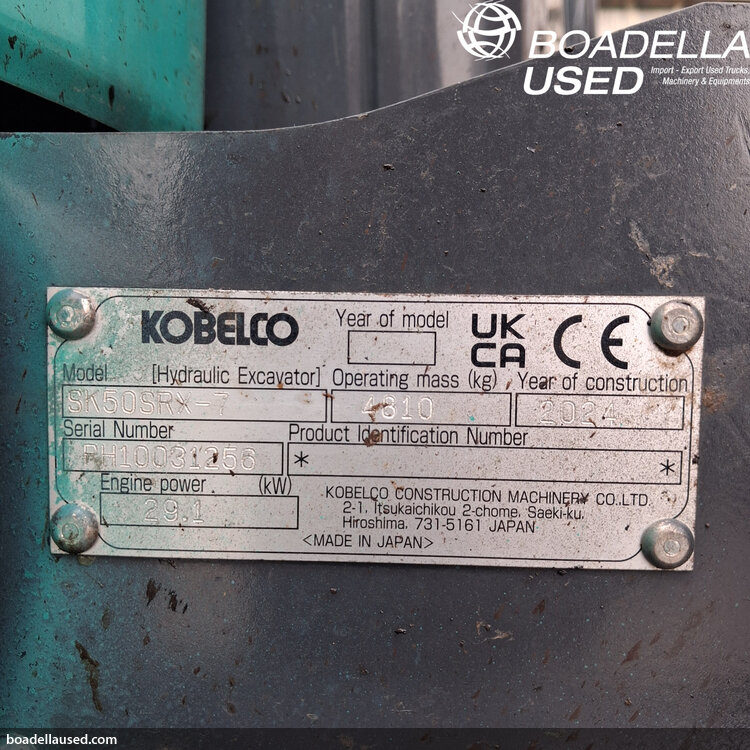 BOADELLA
USED
Import - Export Used Trucks,
Machinery & Equipments
KOBELCO
Year of model
UK
CA CE
Model [Hydraulic Excavator] Operating mass (kg) Year of construction
SK50SRX-7 4810 2024
Serial Number Product Identification Number
PH10031256 * *
Engine power (kW)
29.1
KOBELCO CONSTRUCTION MACHINERY CO.,LTD.
2-1, Itsukaichikou 2-chome, Saeki-ku,
Hiroshima, 731-5161 JAPAN
<MADE IN JAPAN>
boadellaused.com